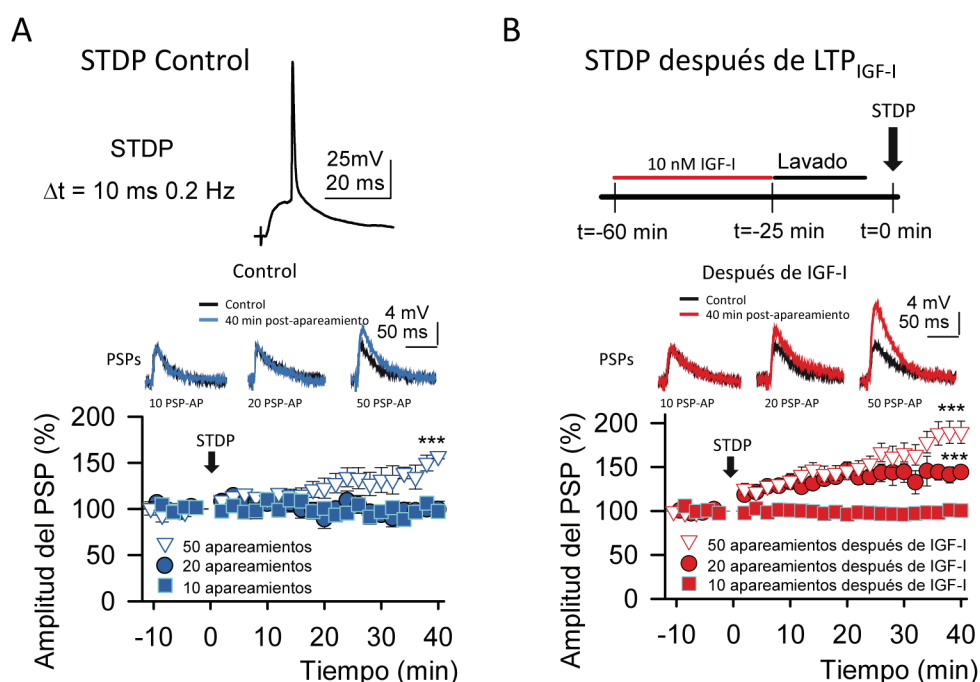 A
STDP Control
STDP
Δt = 10 ms 0.2 Hz
25mV
20 ms
Control
Control
40 min post-apareamiento
4 mV
50 ms
PSPs
10 PSP-AP
20 PSP-AP
50 PSP-AP
Amplitud del PSP (%)
200
150
100
50
0
STDP
***
50 apareamientos
20 apareamientos
10 apareamientos
-10 0 10 20 30 40
Tiempo (min)
B
STDP después de LTP IGF-I
STDP
10 nM IGF-I
Lavado
t=-60 min
t=-25 min
t=0 min
Después de IGF-I
Control
40 min post-apareamiento
4 mV
50 ms
PSPs
10 PSP-AP
20 PSP-AP
50 PSP-AP
Amplitud del PSP (%)
200
150
100
50
0
STDP
***
***
50 apareamientos después de IGF-I
20 apareamientos después de IGF-I
10 apareamientos después de IGF-I
-10 0 10 20 30 40
Tiempo (min)